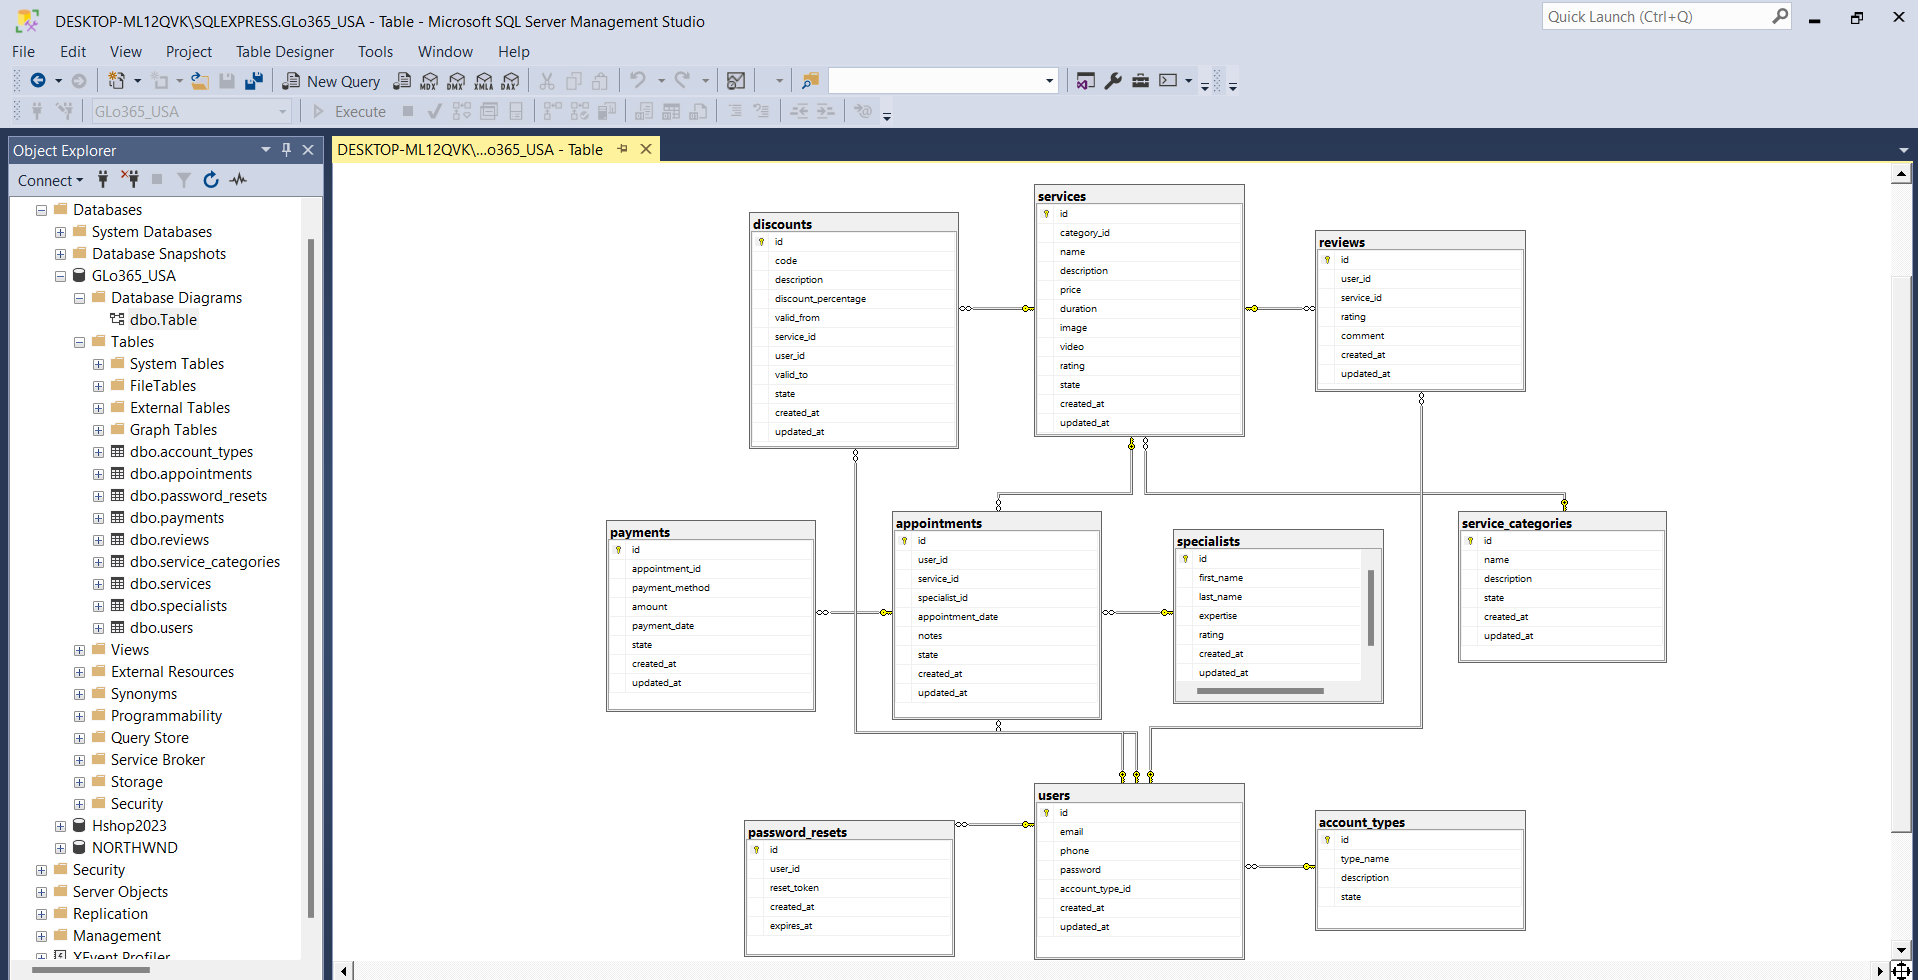 DESKTOP-ML12QVK\SQLEXPRESS.GLo365_USA - Table - Microsoft SQL Server Management Studio
Quick Launch (Ctrl+Q)
File Edit View Project Table Designer Tools Window Help
New Query MDX DMX XMLA DAX
GLo365_USA
Execute
Object Explorer
DESKTOP-ML12QVK\...o365_USA - Table
Connect
Databases
System Databases
Database Snapshots
GLo365_USA
Database Diagrams
dbo.Table
Tables
System Tables
FileTables
External Tables
Graph Tables
dbo.account_types
dbo.appointments
dbo.password_resets
dbo.payments
dbo.reviews
dbo.service_categories
dbo.services
dbo.specialists
dbo.users
Views
External Resources
Synonyms
Programmability
Query Store
Service Broker
Storage
Security
Hshop2023
NORTHWND
Security
Server Objects
Replication
Management
XEvent Profiler
discounts
id
code
description
discount_percentage
valid_from
service_id
user_id
valid_to
state
created_at
updated_at
services
id
category_id
name
description
price
duration
image
video
rating
state
created_at
updated_at
reviews
id
user_id
service_id
rating
comment
created_at
updated_at
payments
id
appointment_id
payment_method
amount
payment_date
state
created_at
updated_at
appointments
id
user_id
service_id
specialist_id
appointment_date
notes
state
created_at
updated_at
specialists
id
first_name
last_name
expertise
rating
created_at
updated_at
service_categories
id
name
description
state
created_at
updated_at
password_resets
id
user_id
reset_token
created_at
expires_at
users
id
email
phone
password
account_type_id
created_at
updated_at
account_types
id
type_name
description
state